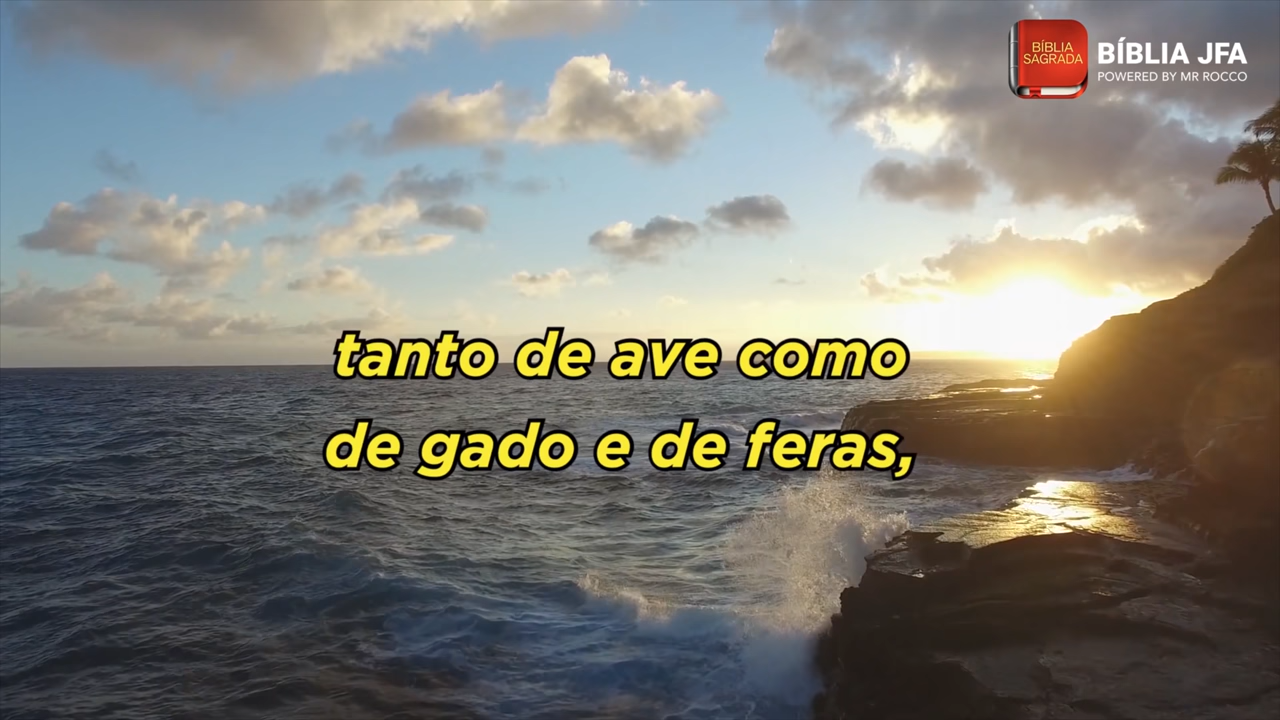 BÍBLIA
SAGRADA
BÍBLIA JFA
POWERED BY MR ROCCO
tanto de ave como
de gado e de feras,